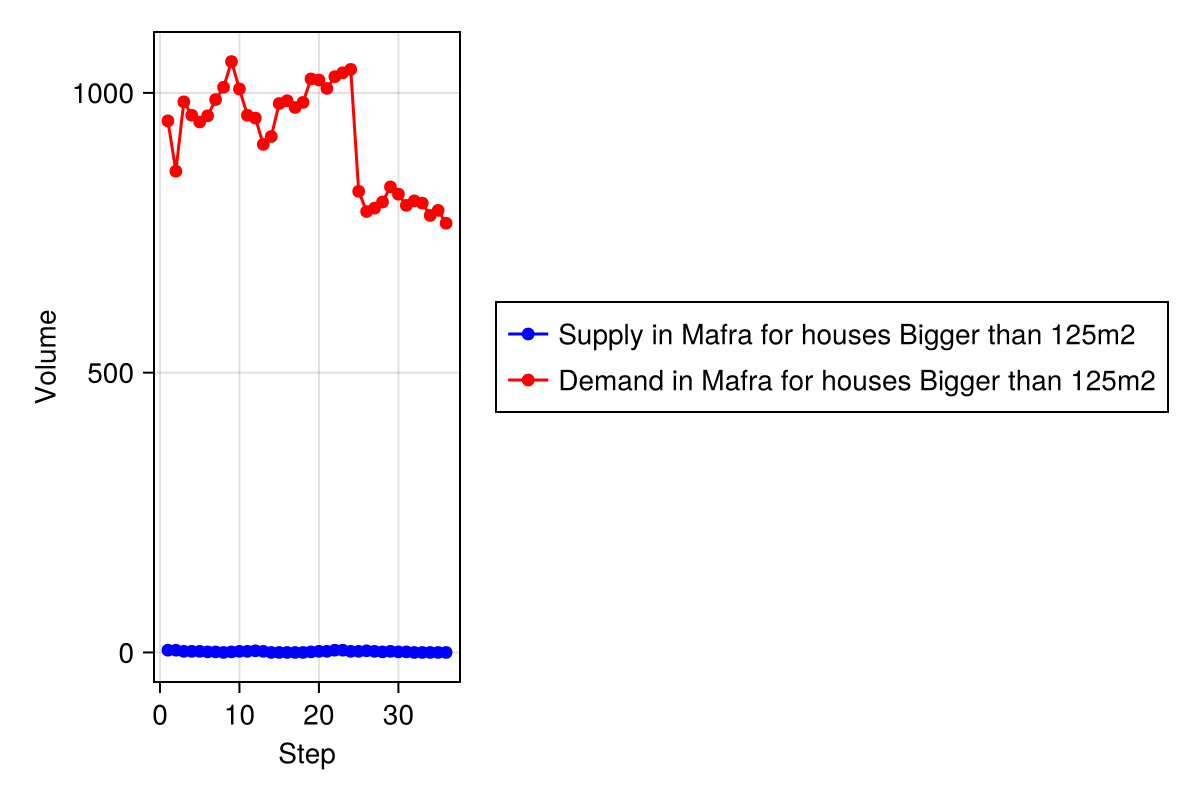 1000
500
0
Volume
0 10 20 30
Step
Supply in Mafra for houses Bigger than 125m2
Demand in Mafra for houses Bigger than 125m2